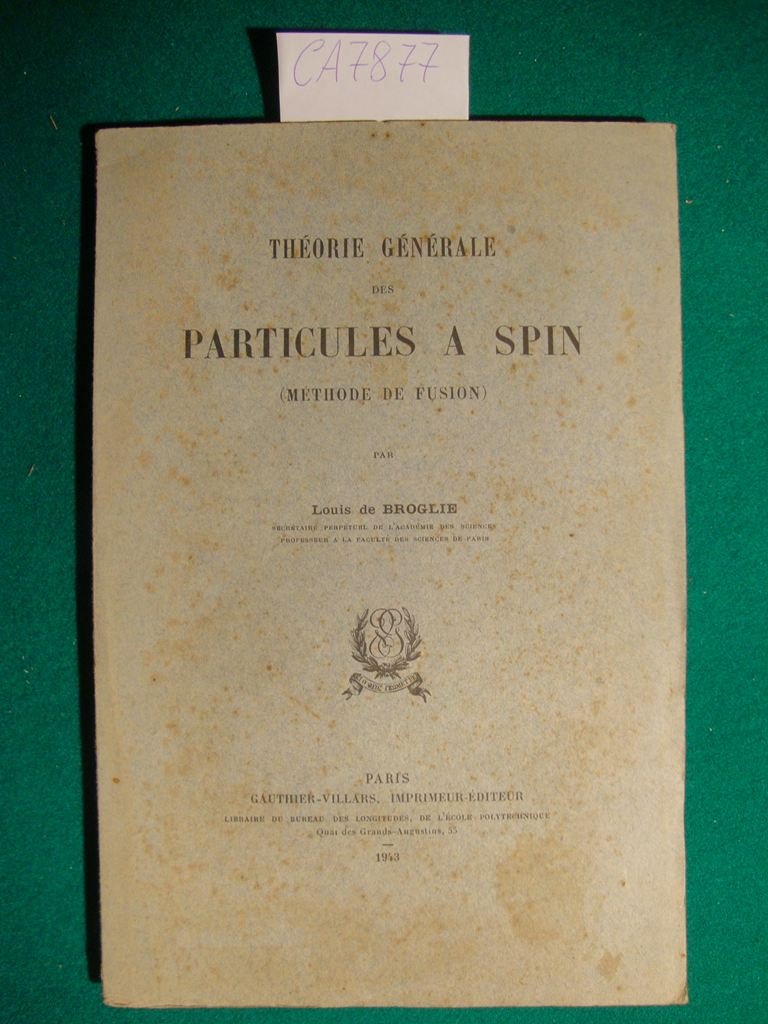 CA7877
THÉORIE GÉNÉRALE
DES
PARTICULES A SPIN
(MÉTHODE DE FUSION)
PAR
Louis de BROGLIE
SECRÉTAIRE PERPÉTUEL DE L'ACADÉMIE DES SCIENCES
PROFESSEUR A LA FACULTÉ DES SCIENCES DE PARIS
PARIS
GAUTHIER-VILLARS, IMPRIMEUR-ÉDITEUR
LIBRAIRE DU BUREAU DES LONGITUDES, DE L'ÉCOLE POLYTECHNIQUE
Quai des Grands-Augustins, 55
1943